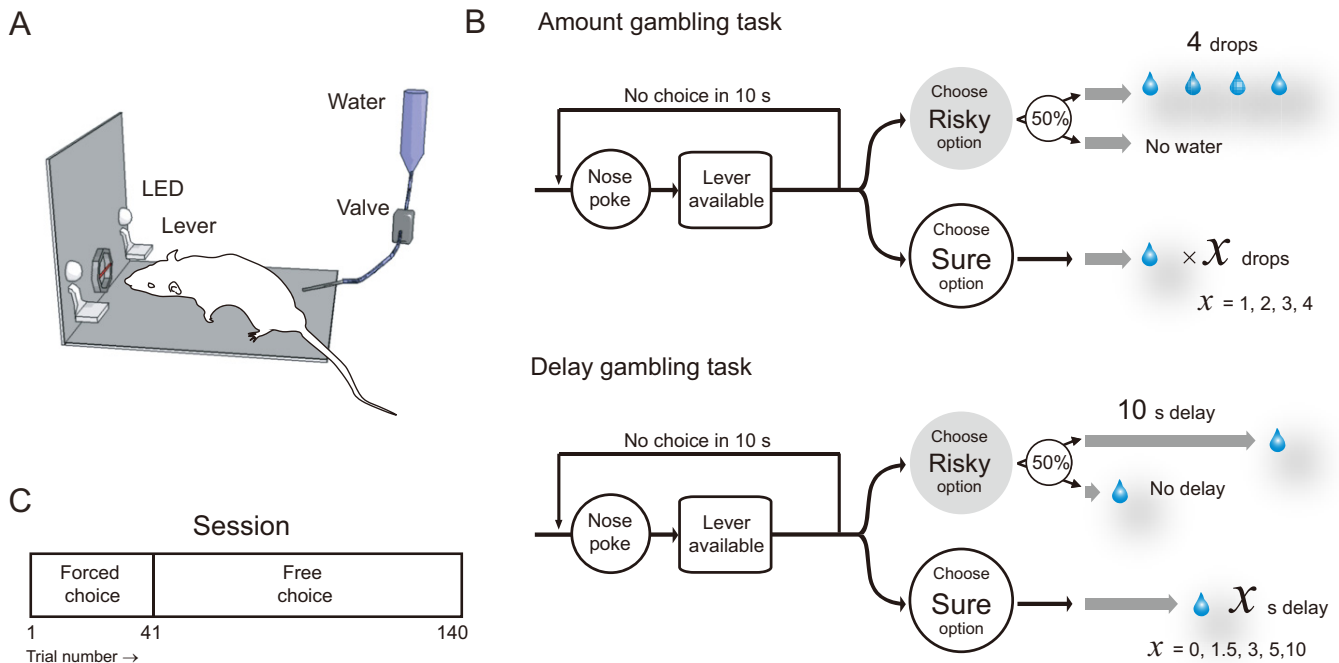 A
Water
LED
Valve
Lever
B
Amount gambling task
No choice in 10 s
Nose
poke
Lever
available
Choose
Risky
option
50%
4 drops
No water
Choose
Sure
option
× x drops
x = 1, 2, 3, 4
Delay gambling task
No choice in 10 s
Nose
poke
Lever
available
Choose
Risky
option
50%
10 s delay
No delay
Choose
Sure
option
x s delay
x = 0, 1.5, 3, 5,10
C
Session
Forced
choice
Free
choice
1 41 140
Trial number →